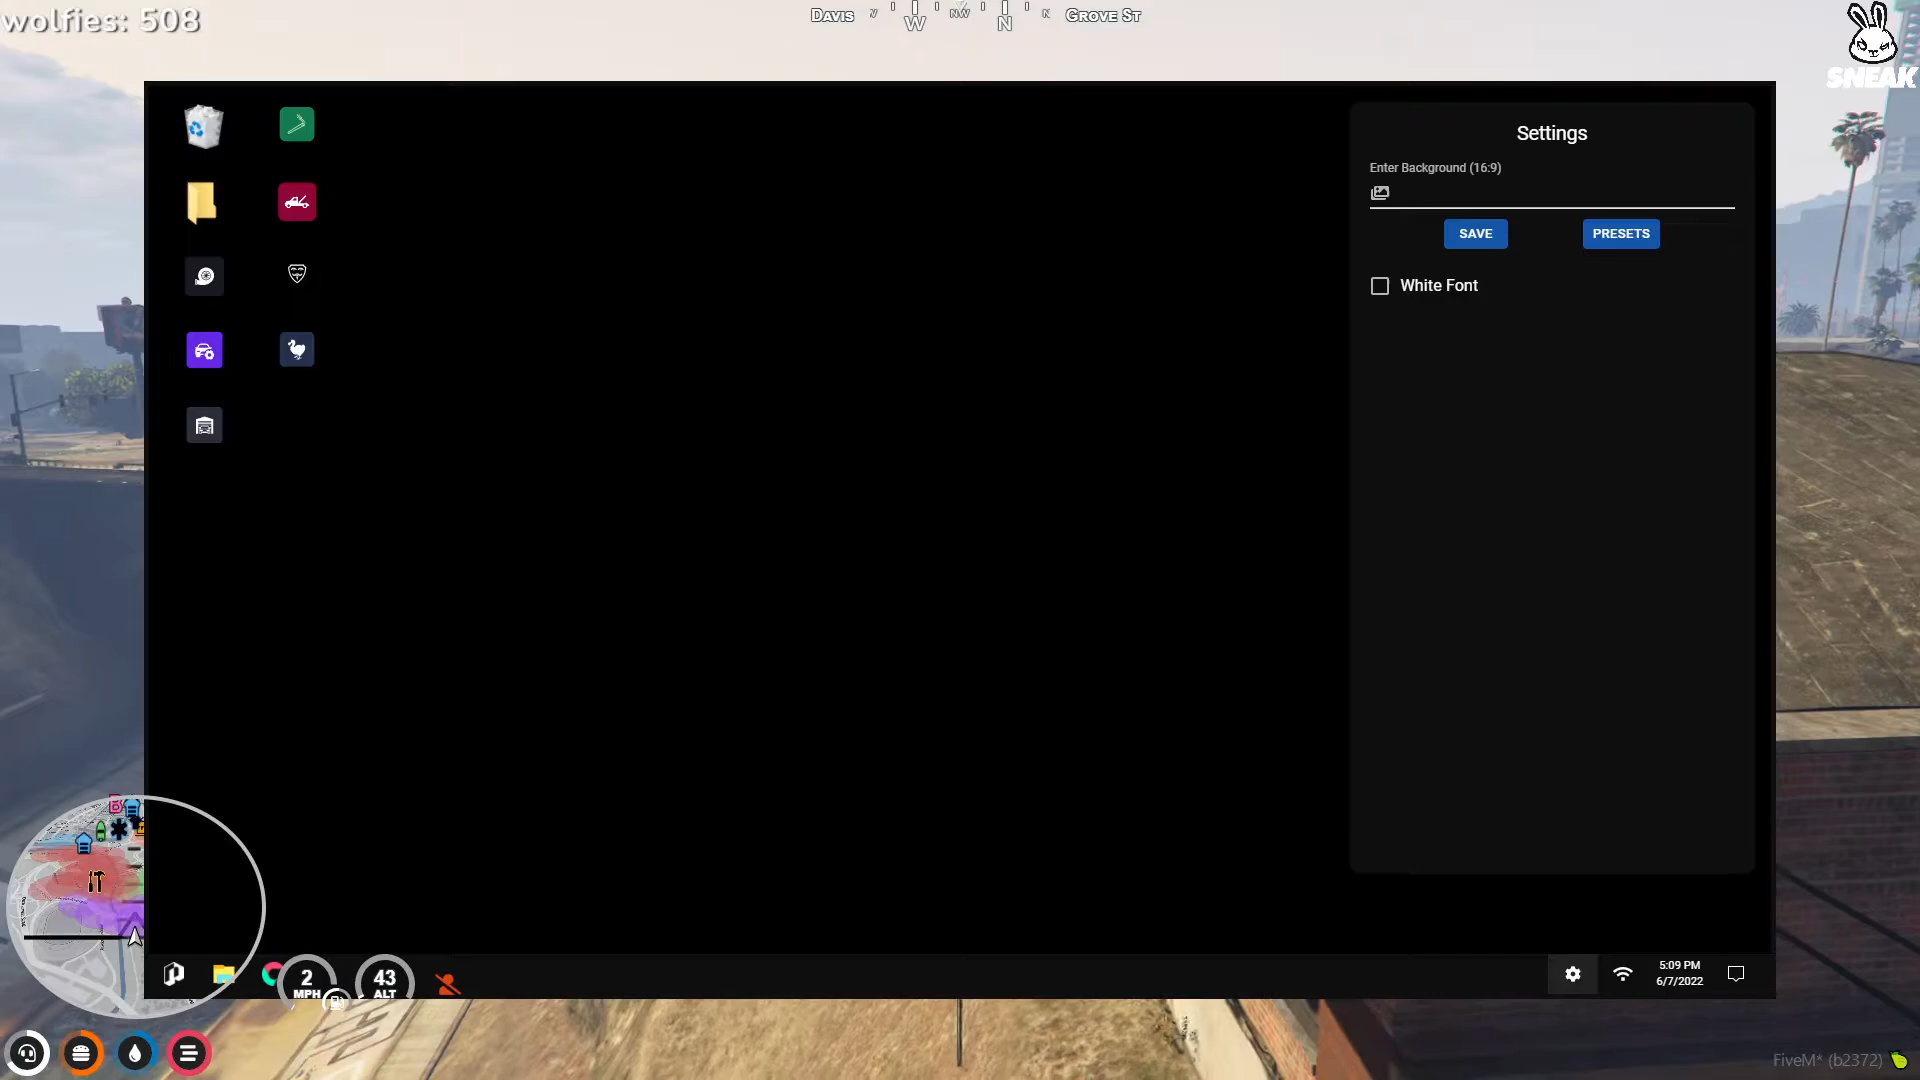 wolfies: 508
Davis
W
NW
N
Grove St
SNEAK
Settings
Enter Background (16:9)
SAVE
PRESETS
White Font
2
MPH
43
ALT
5:09 PM
6/7/2022
FiveM* (b2372)